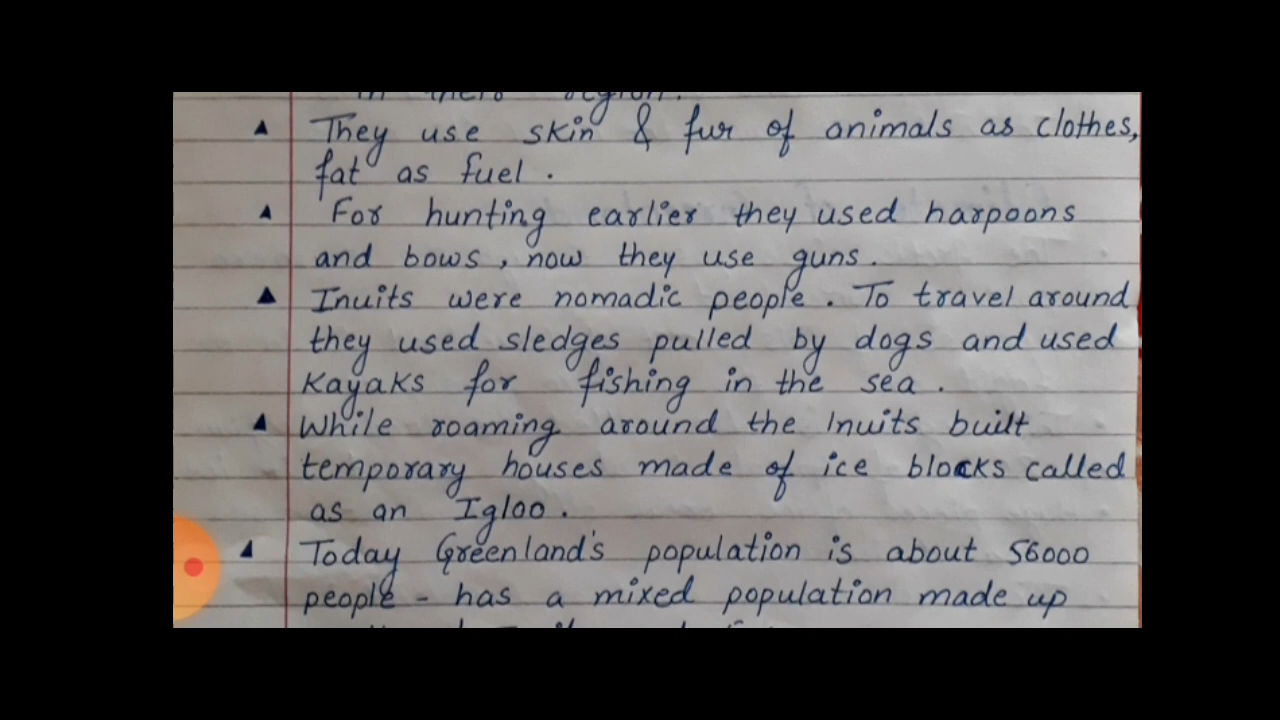 ▲ They use skin & fur of animals as clothes,
fat as fuel.
▲ For hunting earlier they used harpoons
and bows, now they use guns.
▲ Inuits were nomadic people. To travel around
they used sledges pulled by dogs and used
Kayaks for fishing in the sea.
▲ While roaming around the Inuits built
temporary houses made of ice blocks called
as an Igloo.
▲ Today Greenland's population is about 56000
people - has a mixed population made up